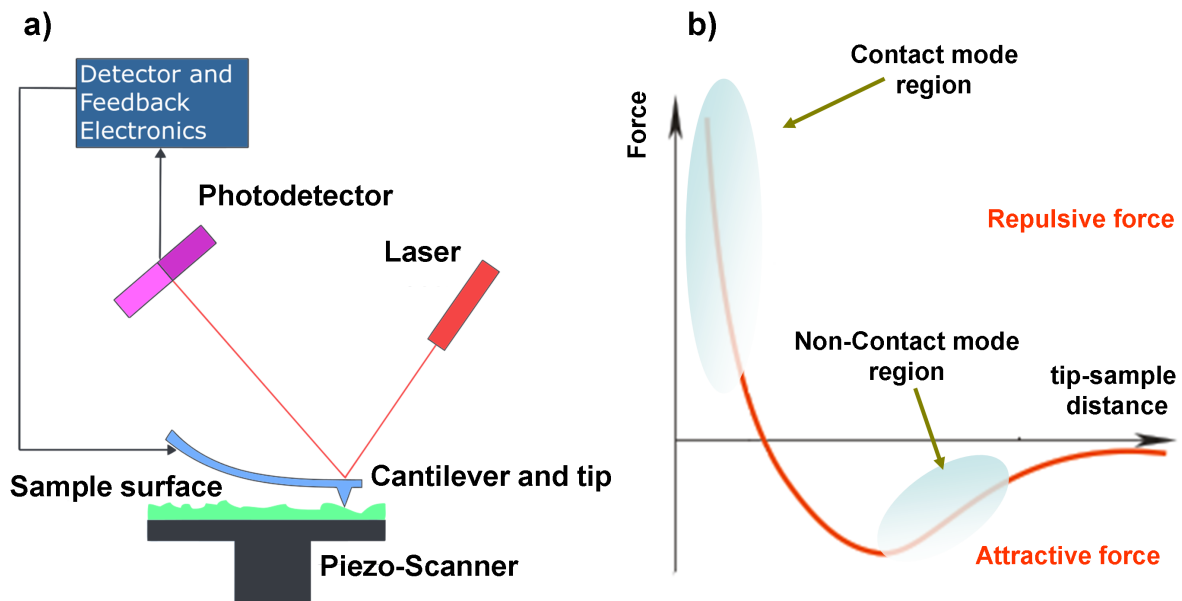 a)
Detector and
Feedback
Electronics
Photodetector
Laser
Cantilever and tip
Sample surface
Piezo-Scanner
b)
Contact mode
region
Force
Repulsive force
Non-Contact mode
region
tip-sample
distance
Attractive force